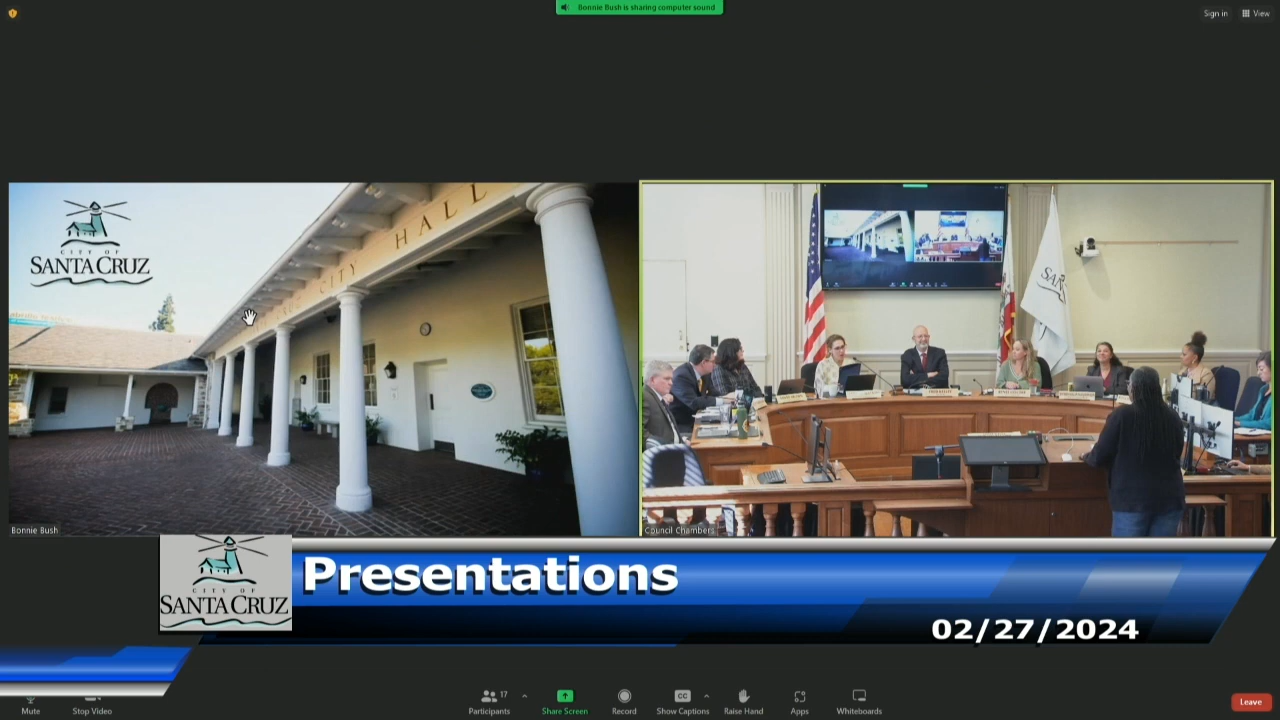 Bonnie Bush is sharing computer sound
Sign in
View
CITY OF
SANTA CRUZ
CITY HALL
Bonnie Bush
Council Chambers
CITY OF
SANTA CRUZ
Presentations
02/27/2024
Mute
Stop Video
Participants
17
Share Screen
Record
CC
Show Captions
Raise Hand
Apps
Whiteboards
Leave